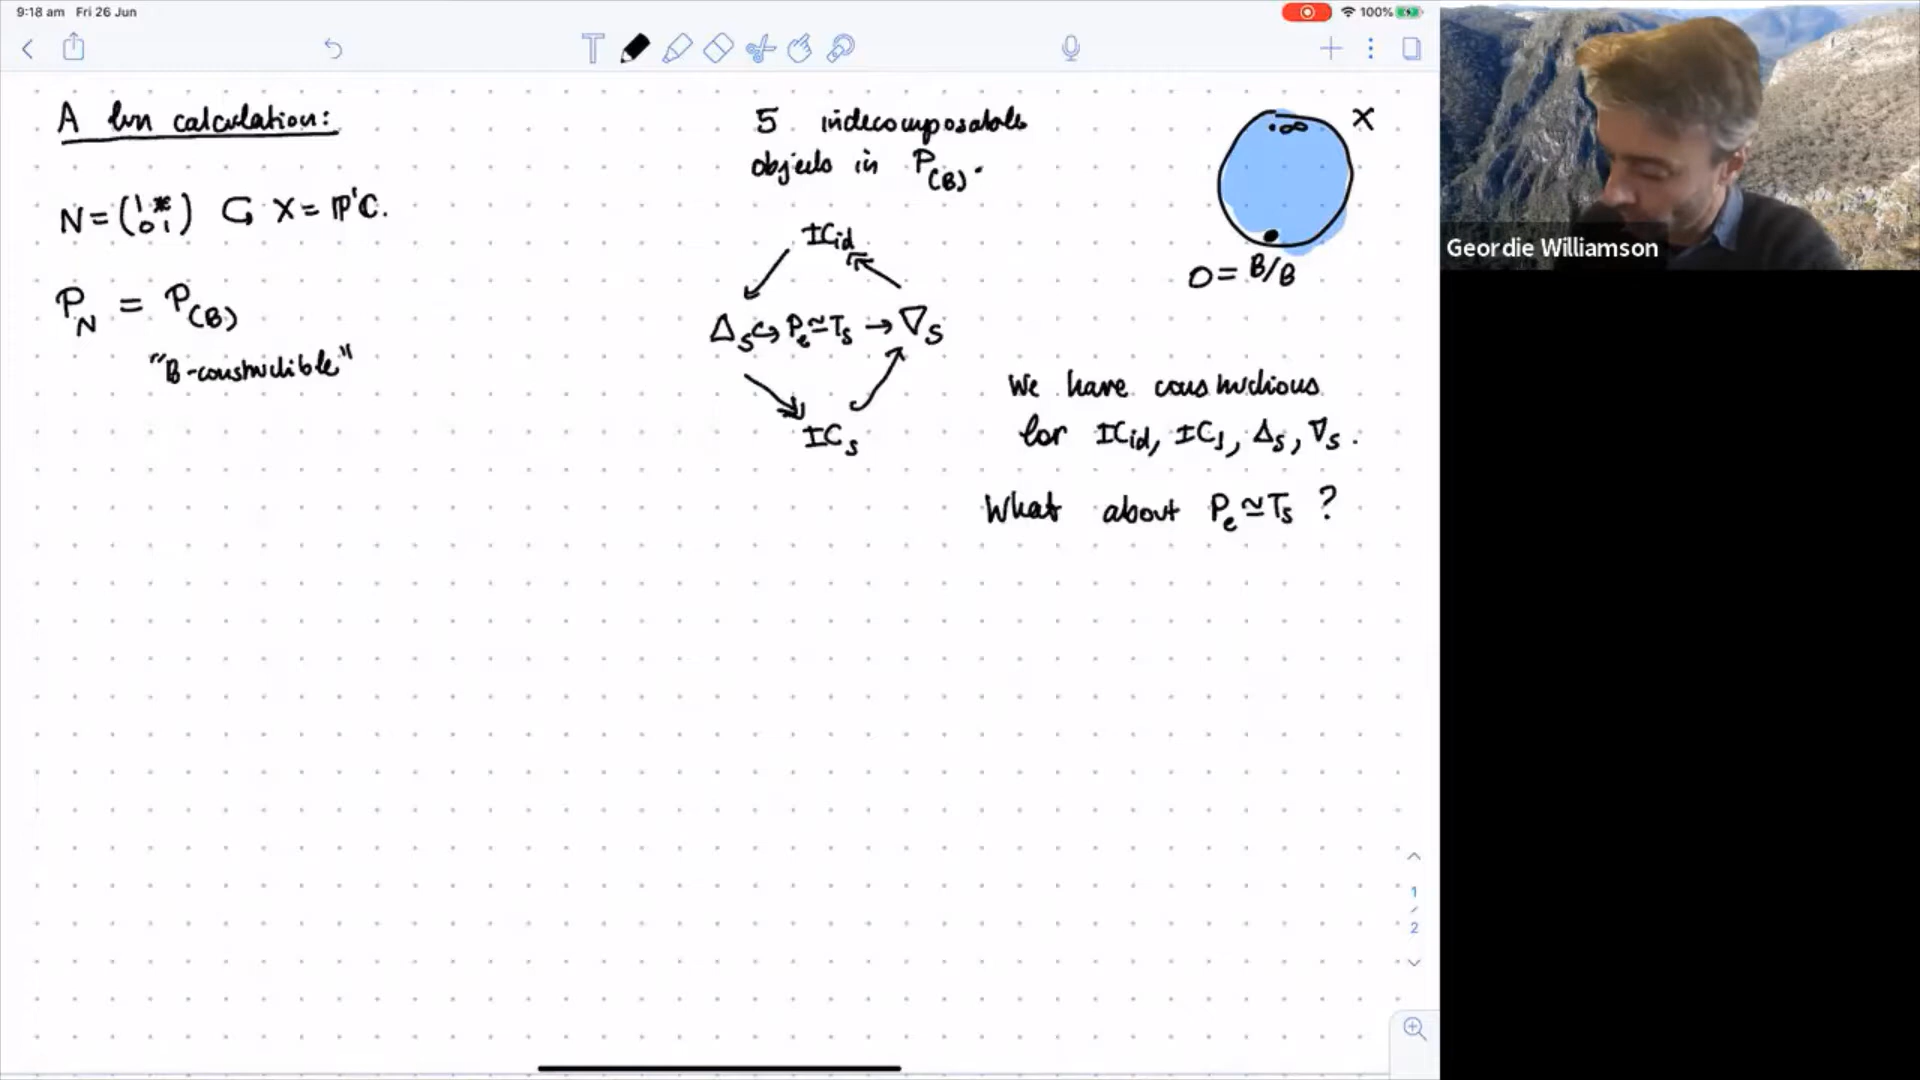 9:18 am Fri 26 Jun
100%
A fun calculation:
N = (1 * 0 1) ↻ X = P¹C.
P_N = P_(B)
"B-constructible"
5 indecomposable
objects in P_(B).
IC_id
Δ_S ↪ P_e ≃ T_S → ∇_S
IC_S
X
.∞
0 = B/B
We have constructions
for IC_id, IC_S, Δ_S, ∇_S.
What about P_e ≃ T_S ?
Geordie Williamson
1
/
2